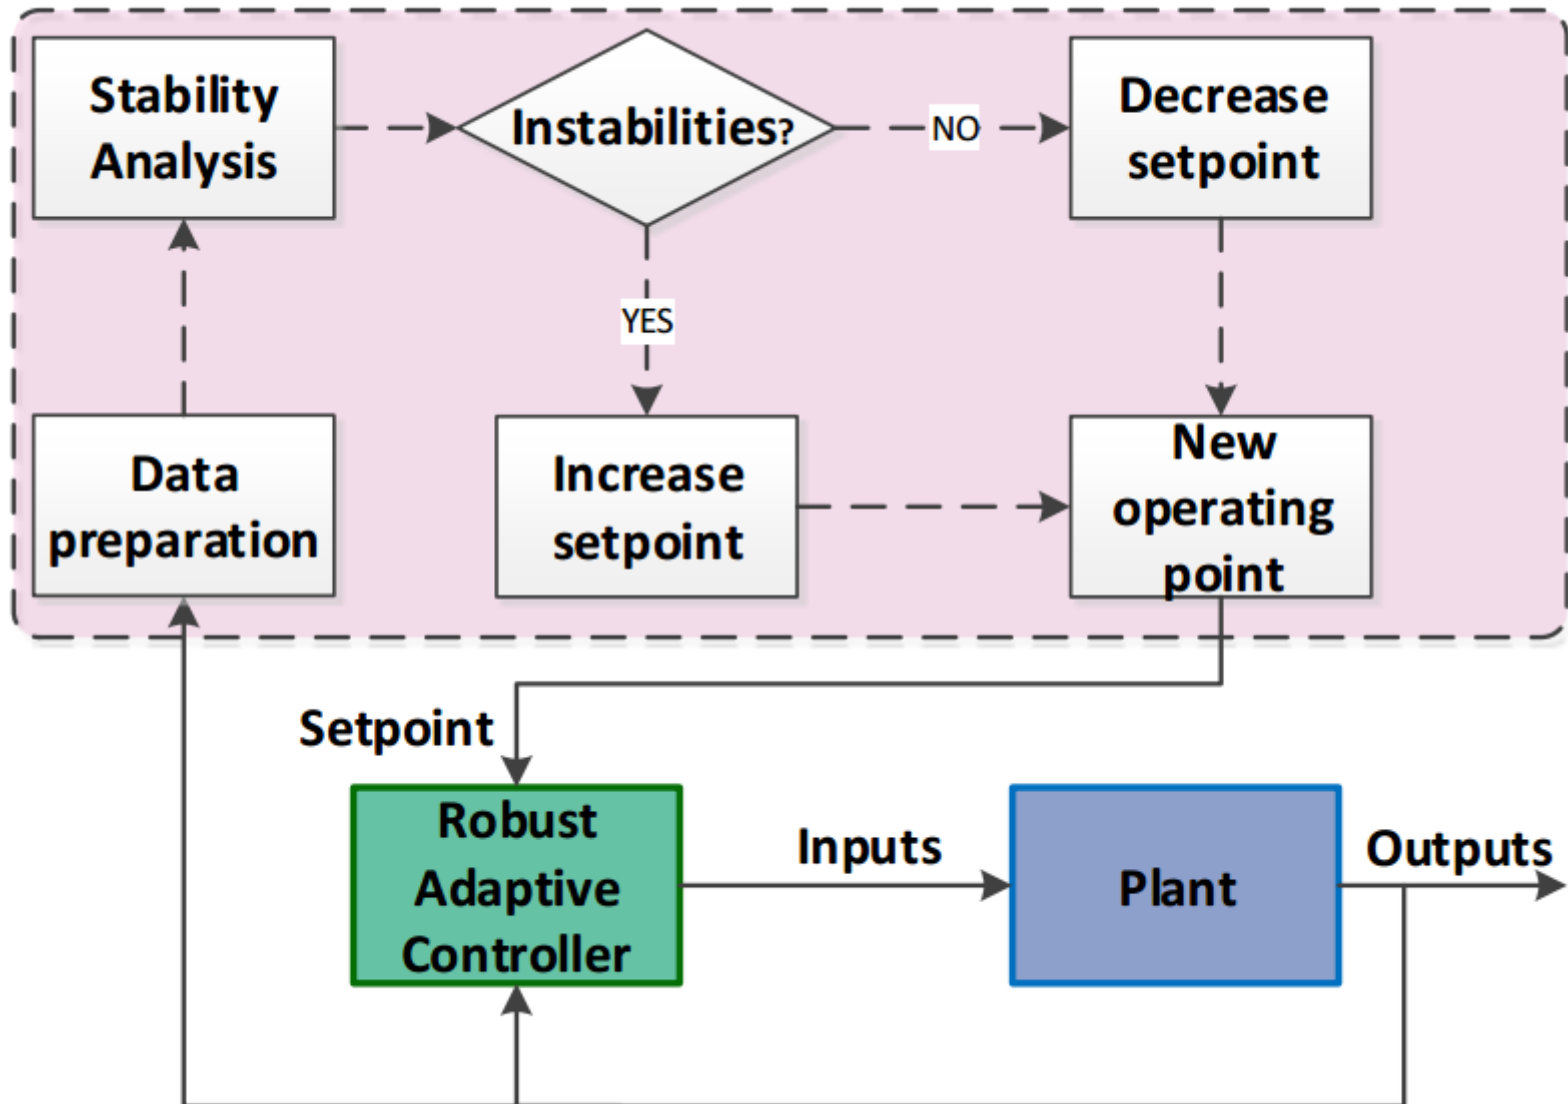 Stability
Analysis
Instabilities?
NO
Decrease
setpoint
YES
Data
preparation
Increase
setpoint
New
operating
point
Setpoint
Robust
Adaptive
Controller
Inputs
Plant
Outputs